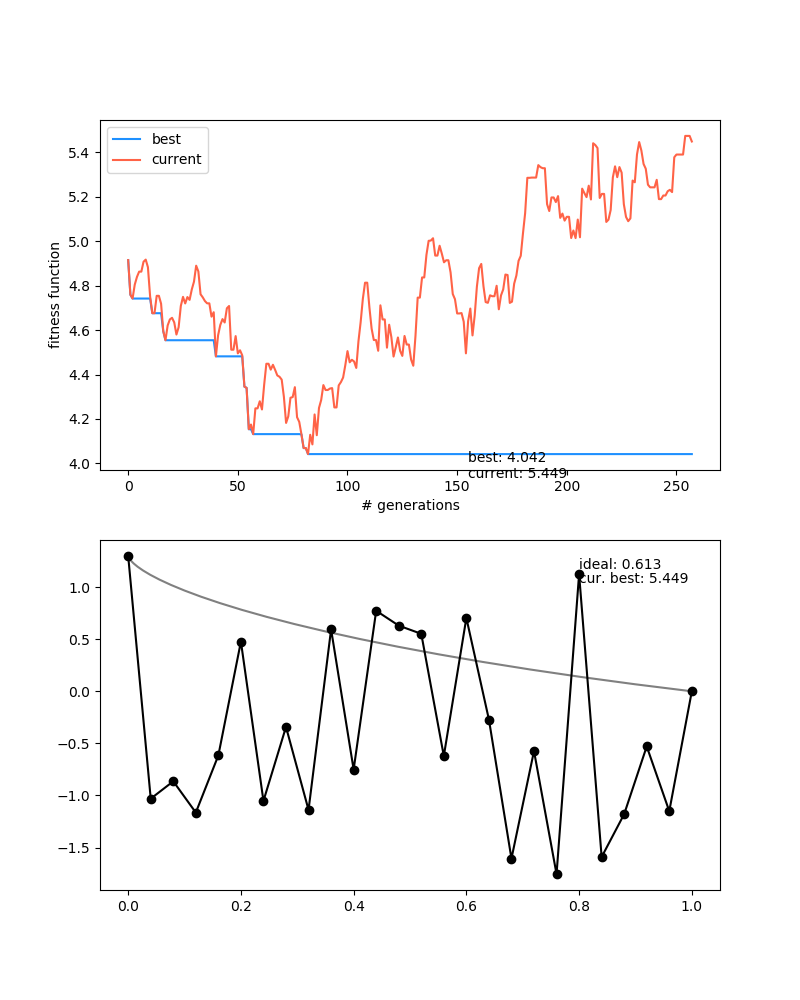 best
current
5.4
5.2
5.0
4.8
4.6
4.4
4.2
4.0
fitness function
best: 4.042
current: 5.449
0 50 100 150 200 250
# generations
ideal: 0.613
cur. best: 5.449
1.0
0.5
0.0
−0.5
−1.0
−1.5
0.0 0.2 0.4 0.6 0.8 1.0